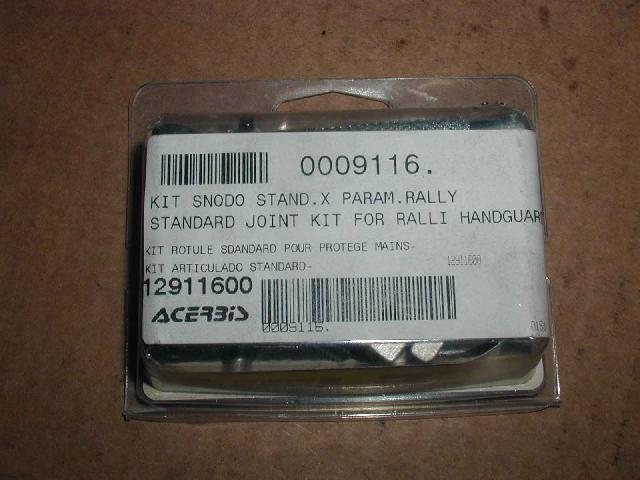 0009116.
KIT SNODO STAND.X PARAM.RALLY
STANDARD JOINT KIT FOR RALLI HANDGUAR
KIT ROTULE SDANDARD POUR PROTEGE MAINS-
KIT ARTICULADO STANDARD-
12911600
12911600
ACERBIS
0009116.